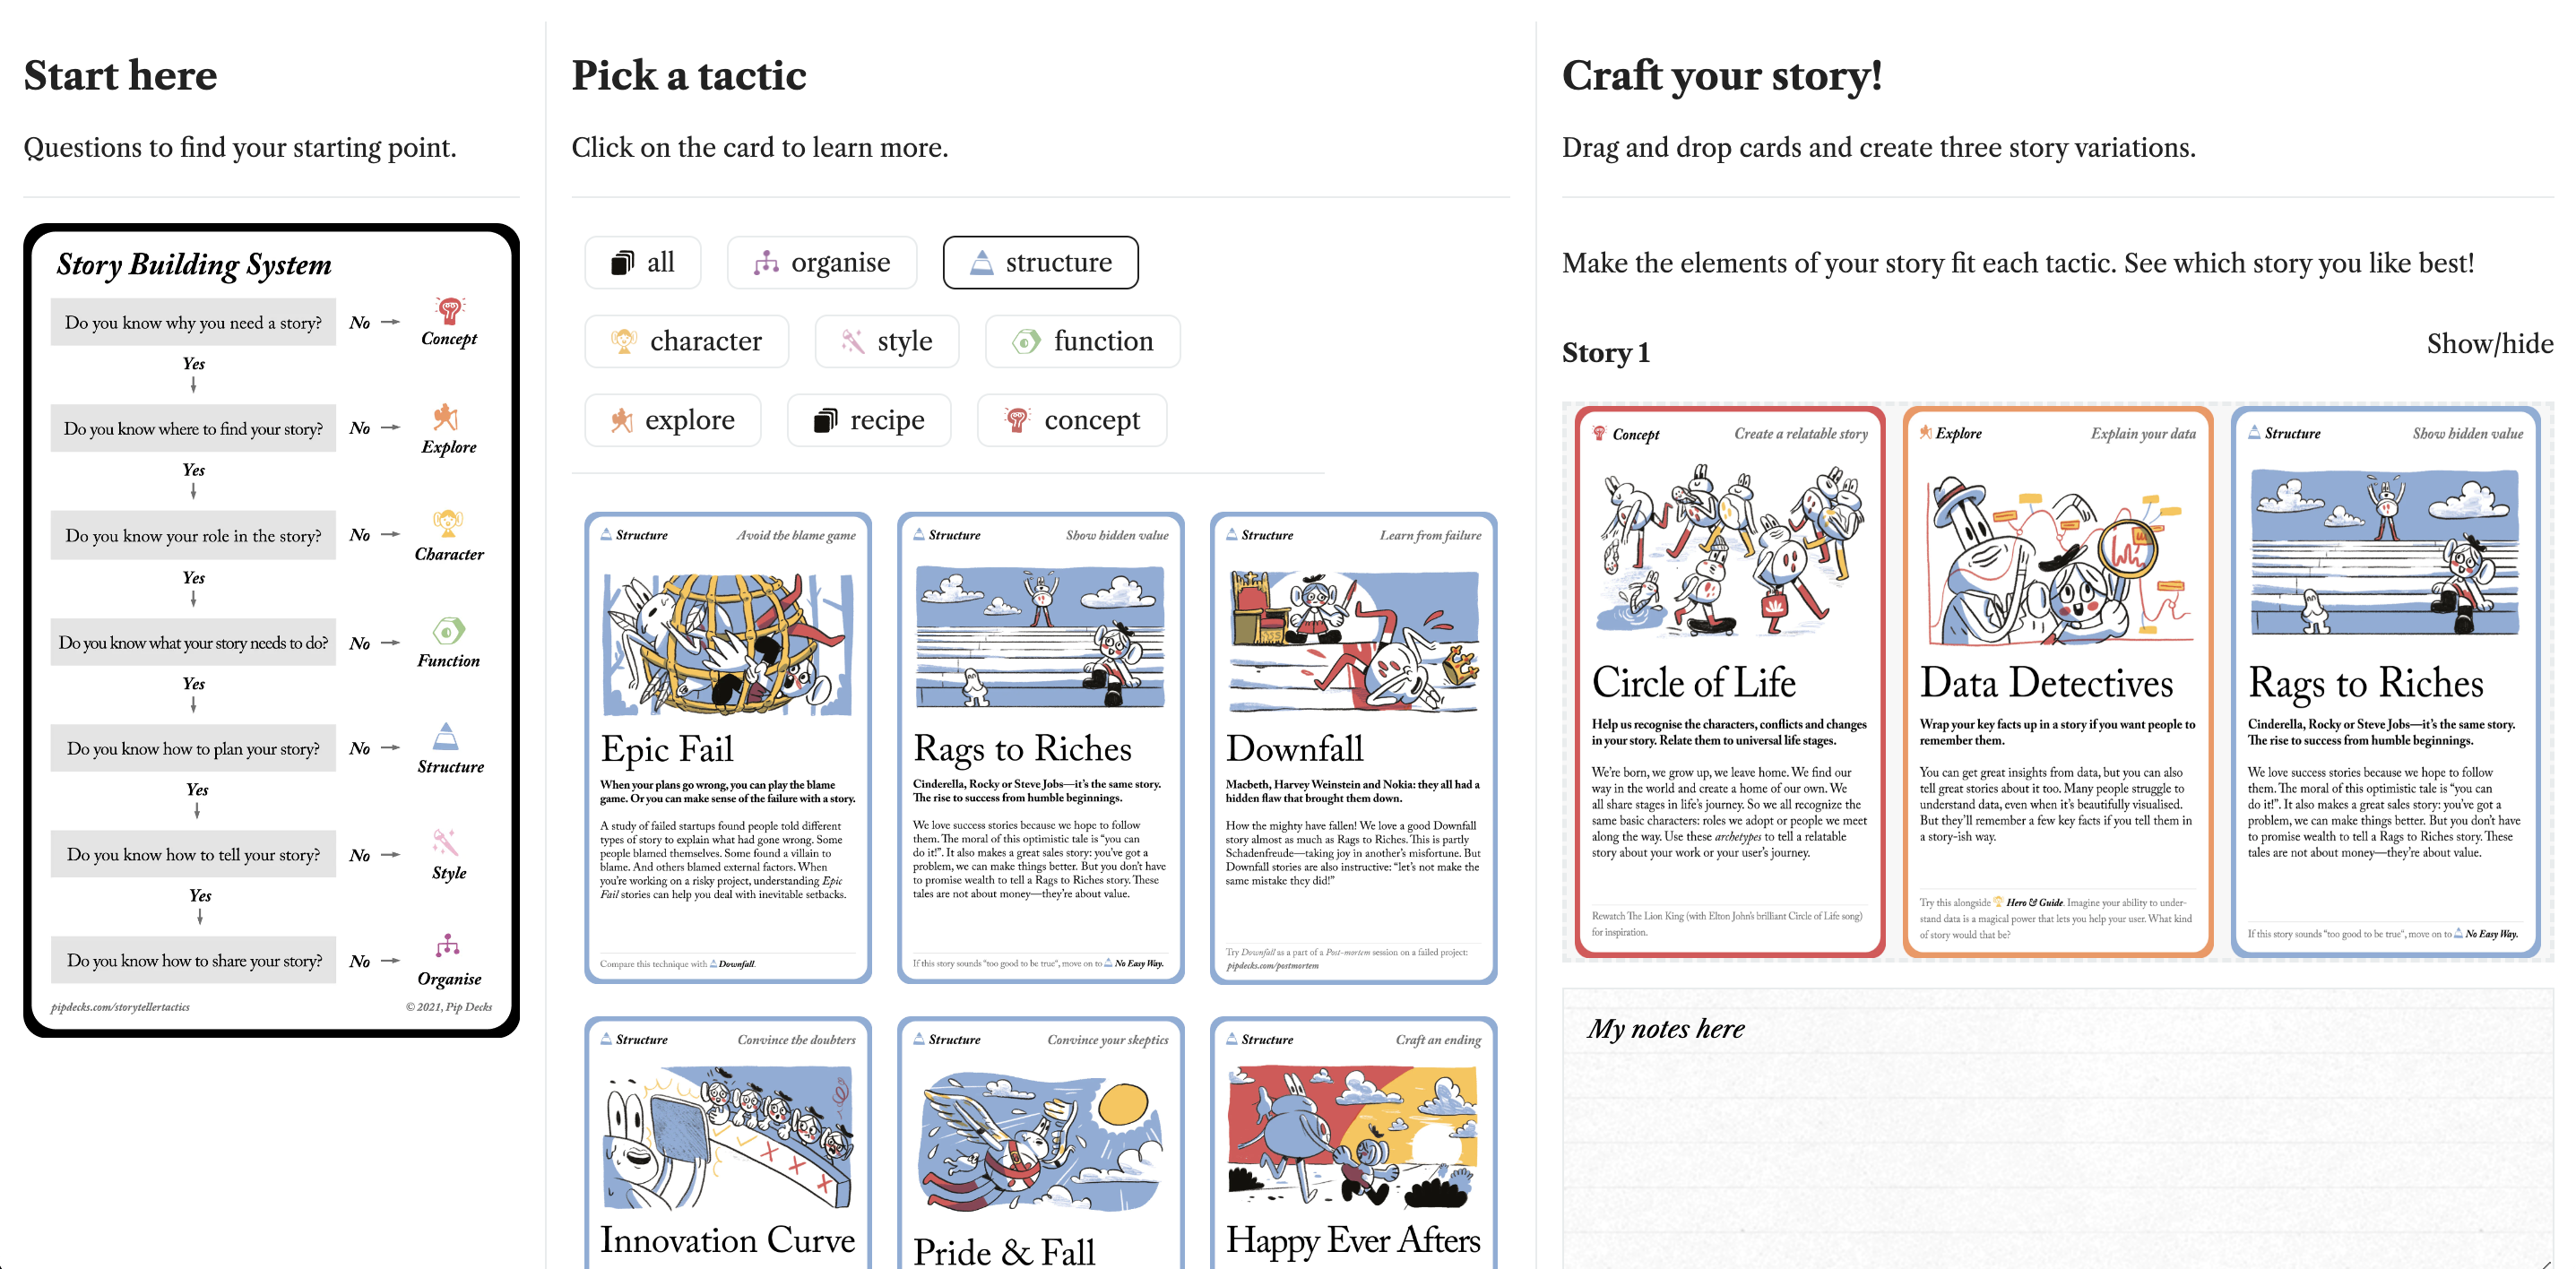 Start here
Questions to find your starting point.
Story Building System
Do you know why you need a story?
No
Concept
Yes
Do you know where to find your story?
No
Explore
Yes
Do you know your role in the story?
No
Character
Yes
Do you know what your story needs to do?
No
Function
Yes
Do you know how to plan your story?
No
Structure
Yes
Do you know how to tell your story?
No
Style
Yes
Do you know how to share your story?
No
Organise
pipdecks.com/storytellertactics
© 2021, Pip Decks
Pick a tactic
Click on the card to learn more.
all
organise
structure
character
style
function
explore
recipe
concept
Structure
Avoid the blame game
Epic Fail
When your plans go wrong, you can play the blame
game. Or you can make sense of the failure with a story.
A study of failed startups found people told different
types of story to explain what had gone wrong. Some
people blamed themselves. Some found a villain to
blame. And others blamed external factors. When
you're working on a risky project, understanding Epic
Fail stories can help you deal with inevitable setbacks.
Compare this technique with Downfall.
Structure
Show hidden value
Rags to Riches
Cinderella, Rocky or Steve Jobs—it's the same story.
The rise to success from humble beginnings.
We love success stories because we hope to follow
them. The moral of this optimistic tale is "you can
do it!". It also makes a great sales story: you've got a
problem, we can make things better. But you don't have
to promise wealth to tell a Rags to Riches story. These
tales are not about money—they're about value.
If this story sounds "too good to be true", move on to No Easy Way.
Structure
Learn from failure
Downfall
Macbeth, Harvey Weinstein and Nokia: they all had a
hidden flaw that brought them down.
How the mighty have fallen! We love a good Downfall
story almost as much as Rags to Riches. This is partly
Schadenfreude—taking joy in another's misfortune. But
Downfall stories are also instructive: "let's not make the
same mistake they did!"
Try Downfall as a part of a Post-mortem session on a failed project:
pipdecks.com/postmortem
Structure
Convince the doubters
Innovation Curve
Structure
Convince your skeptics
Pride & Fall
Structure
Craft an ending
Happy Ever Afters
Craft your story!
Drag and drop cards and create three story variations.
Make the elements of your story fit each tactic. See which story you like best!
Story 1
Show/hide
Concept
Create a relatable story
Circle of Life
Help us recognise the characters, conflicts and changes
in your story. Relate them to universal life stages.
We're born, we grow up, we leave home. We find our
way in the world and create a home of our own. We
all share stages in life's journey. So we all recognize the
same basic characters: roles we adopt or people we meet
along the way. Use these archetypes to tell a relatable
story about your work or your user's journey.
Rewatch The Lion King (with Elton John's brilliant Circle of Life song)
for inspiration.
Explore
Explain your data
Data Detectives
Wrap your key facts up in a story if you want people to
remember them.
You can get great insights from data, but you can also
tell great stories about it too. Many people struggle to
understand data, even when it's beautifully visualised.
But they'll remember a few key facts if you tell them in
a story-ish way.
Try this alongside Hero & Guide. Imagine your ability to under-
stand data is a magical power that lets you help your user. What kind
of story would that be?
Structure
Show hidden value
Rags to Riches
Cinderella, Rocky or Steve Jobs—it's the same story.
The rise to success from humble beginnings.
We love success stories because we hope to follow
them. The moral of this optimistic tale is "you can
do it!". It also makes a great sales story: you've got a
problem, we can make things better. But you don't have
to promise wealth to tell a Rags to Riches story. These
tales are not about money—they're about value.
If this story sounds "too good to be true", move on to No Easy Way.
My notes here